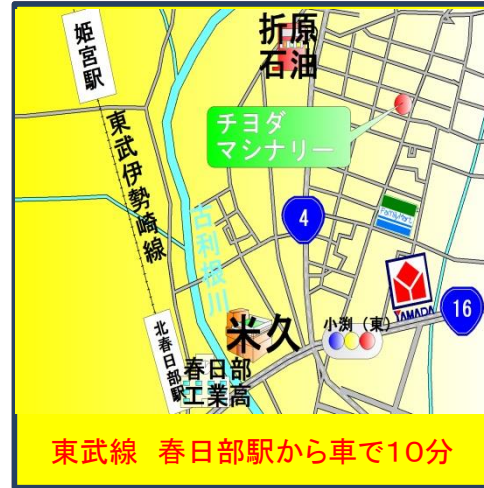 折原
石油
姫宮駅
チヨダ
マシナリー
東武伊勢崎線
FamilyMart
古利根川
4
YAMADA
16
小渕（東）
米久
北春日部駅
春日部
工業高
東武線 春日部駅から車で10分